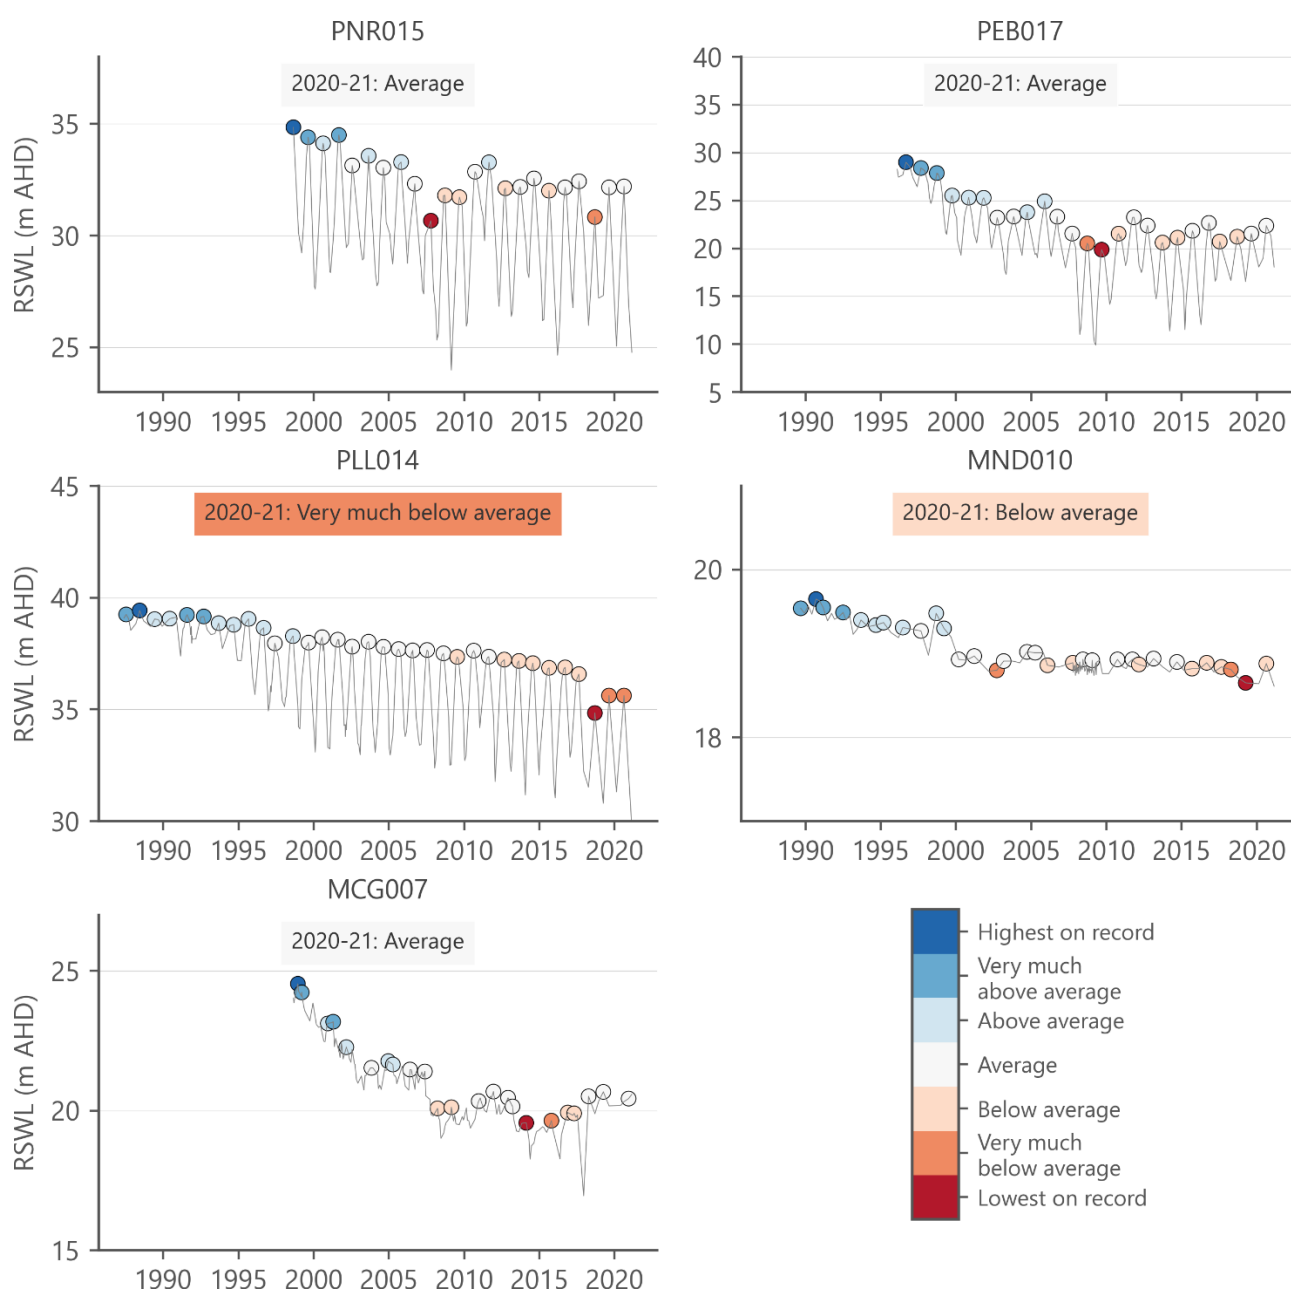 PNR015
2020-21: Average
RSWL (m AHD)
35
30
25
1990 1995 2000 2005 2010 2015 2020
PEB017
2020-21: Average
40
35
30
25
20
15
10
5
1990 1995 2000 2005 2010 2015 2020
PLL014
2020-21: Very much below average
RSWL (m AHD)
45
40
35
30
1990 1995 2000 2005 2010 2015 2020
MND010
2020-21: Below average
20
18
1990 1995 2000 2005 2010 2015 2020
MCG007
2020-21: Average
RSWL (m AHD)
25
20
15
1990 1995 2000 2005 2010 2015 2020
Highest on record
Very much
above average
Above average
Average
Below average
Very much
below average
Lowest on record